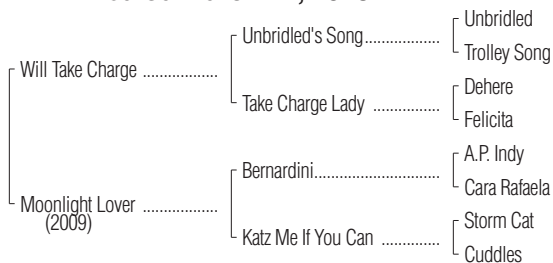 Unbridled
Unbridled's Song..................
Trolley Song
Will Take Charge ..................
Dehere
Take Charge Lady ................
Felicita
A.P. Indy
Bernardini............................
Cara Rafaela
Moonlight Lover ..................
(2009)
Storm Cat
Katz Me If You Can ..............
Cuddles